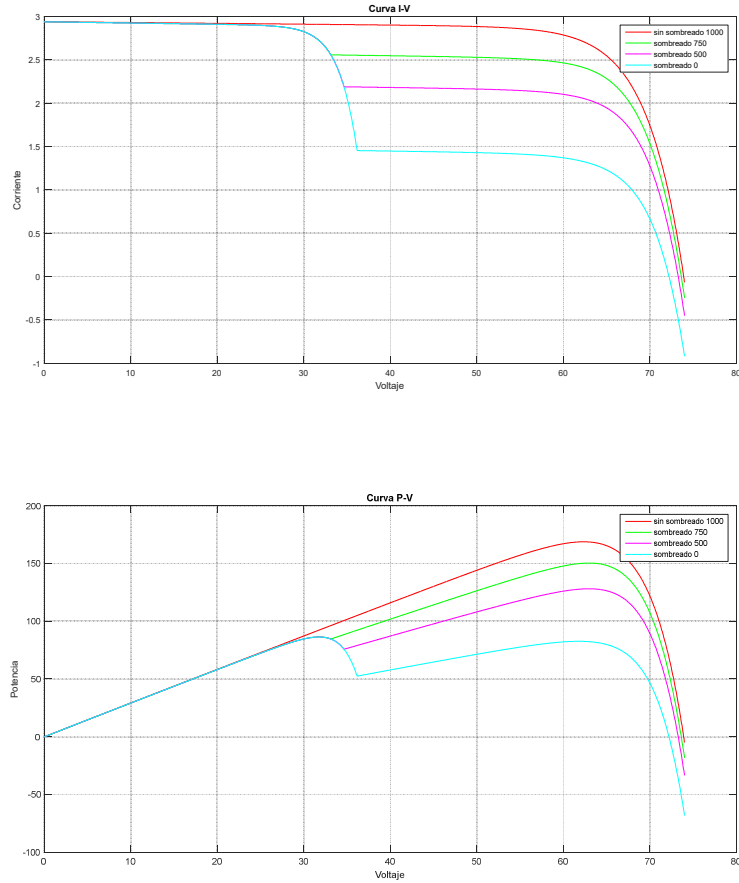 Curva I-V
3
2.5
2
1.5
1
0.5
0
-0.5
-1
Corriente
sin sombreado 1000
sombreado 750
sombreado 500
sombreado 0
0 10 20 30 40 50 60 70 80
Voltaje
Curva P-V
200
150
100
50
0
-50
-100
Potencia
sin sombreado 1000
sombreado 750
sombreado 500
sombreado 0
0 10 20 30 40 50 60 70 80
Voltaje